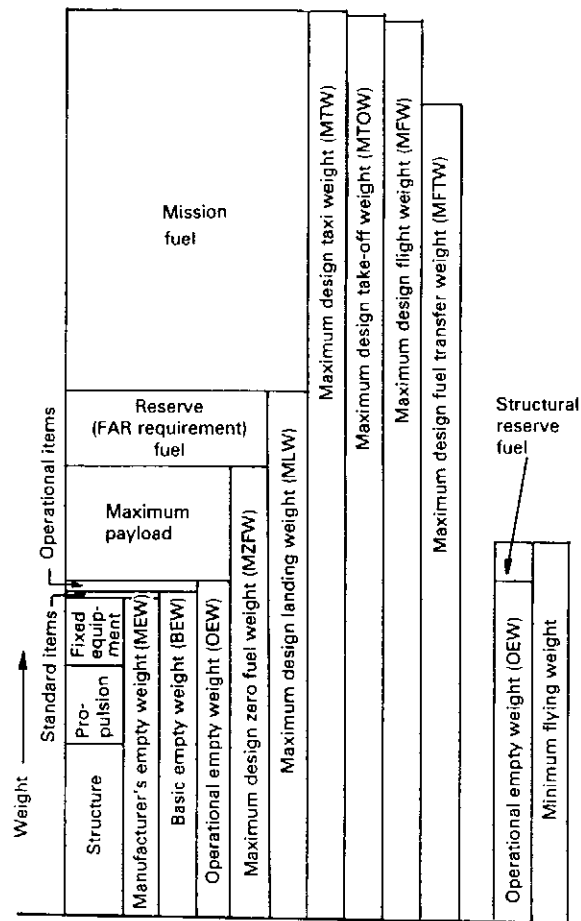 Mission
fuel
Reserve
(FAR requirement)
fuel
Maximum
payload
Fixed
equip-
ment
Pro-
pulsion
Structure
Weight
Standard items
Operational items
Manufacturer's empty weight (MEW)
Basic empty weight (BEW)
Operational empty weight (OEW)
Maximum design zero fuel weight (MZFW)
Maximum design landing weight (MLW)
Maximum design taxi weight (MTW)
Maximum design take-off weight (MTOW)
Maximum design flight weight (MFW)
Maximum design fuel transfer weight (MFTW)
Structural
reserve
fuel
Operational empty weight (OEW)
Minimum flying weight